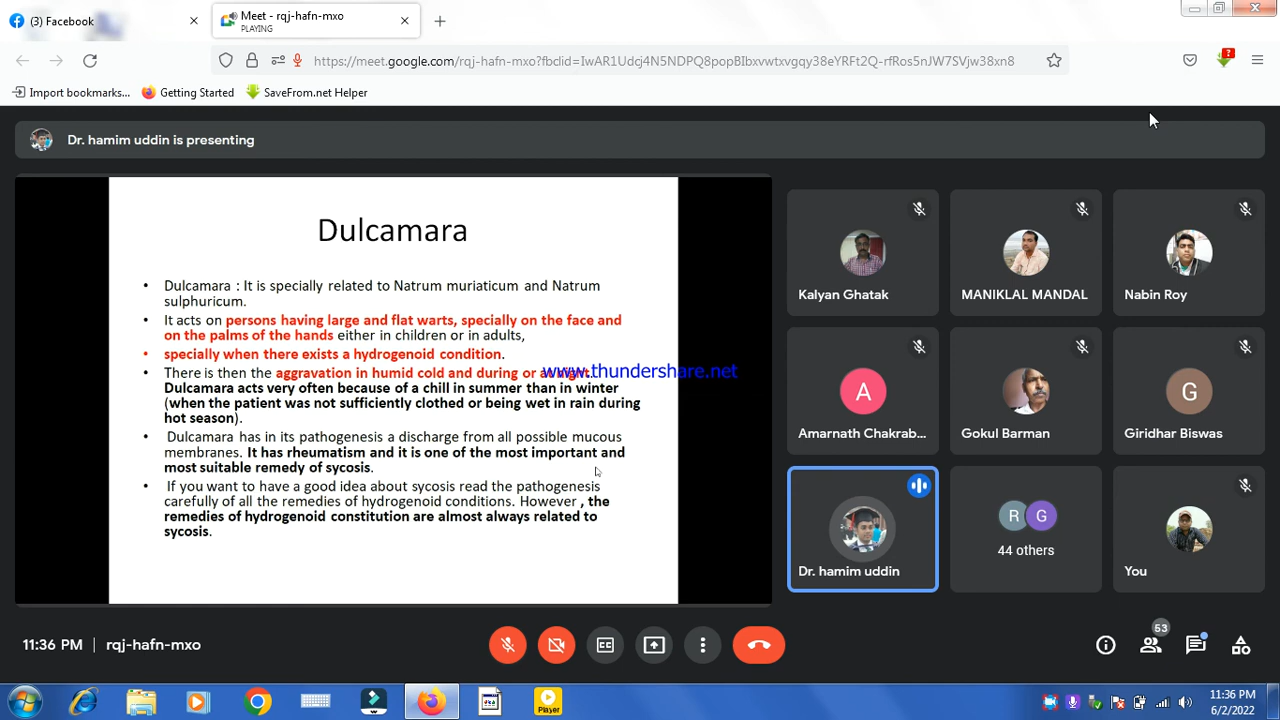 (3) Facebook
Meet - rqj-hafn-mxo
PLAYING
https://meet.google.com/rqj-hafn-mxo?fbclid=IwAR1Udcj4N5NDPQ8popBIbxvwtxvgqy38eYRFt2Q-rfRos5nJW7SVjw38xn8
Import bookmarks...
Getting Started
SaveFrom.net Helper
Dr. hamim uddin is presenting
Dulcamara
• Dulcamara : It is specially related to Natrum muriaticum and Natrum
sulphuricum.
• It acts on persons having large and flat warts, specially on the face and
on the palms of the hands either in children or in adults,
• specially when there exists a hydrogenoid condition.
• There is then the aggravation in humid cold and during or at night.
Dulcamara acts very often because of a chill in summer than in winter
(when the patient was not sufficiently clothed or being wet in rain during
hot season).
• Dulcamara has in its pathogenesis a discharge from all possible mucous
membranes. It has rheumatism and it is one of the most important and
most suitable remedy of sycosis.
• If you want to have a good idea about sycosis read the pathogenesis
carefully of all the remedies of hydrogenoid conditions. However , the
remedies of hydrogenoid constitution are almost always related to
sycosis.
www.thundershare.net
Kalyan Ghatak
MANIKLAL MANDAL
Nabin Roy
A
Amarnath Chakrab...
Gokul Barman
G
Giridhar Biswas
Dr. hamim uddin
R G
44 others
You
11:36 PM | rqj-hafn-mxo
CC
53
Player
11:36 PM
6/2/2022